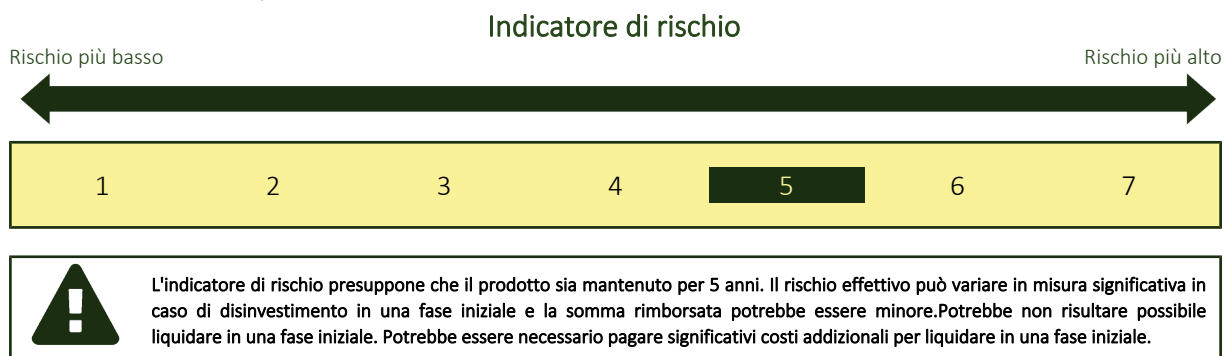 Indicatore di rischio
Rischio più basso
Rischio più alto
1 2 3 4 5 6 7
L'indicatore di rischio presuppone che il prodotto sia mantenuto per 5 anni. Il rischio effettivo può variare in misura significativa in
caso di disinvestimento in una fase iniziale e la somma rimborsata potrebbe essere minore.Potrebbe non risultare possibile
liquidare in una fase iniziale. Potrebbe essere necessario pagare significativi costi addizionali per liquidare in una fase iniziale.